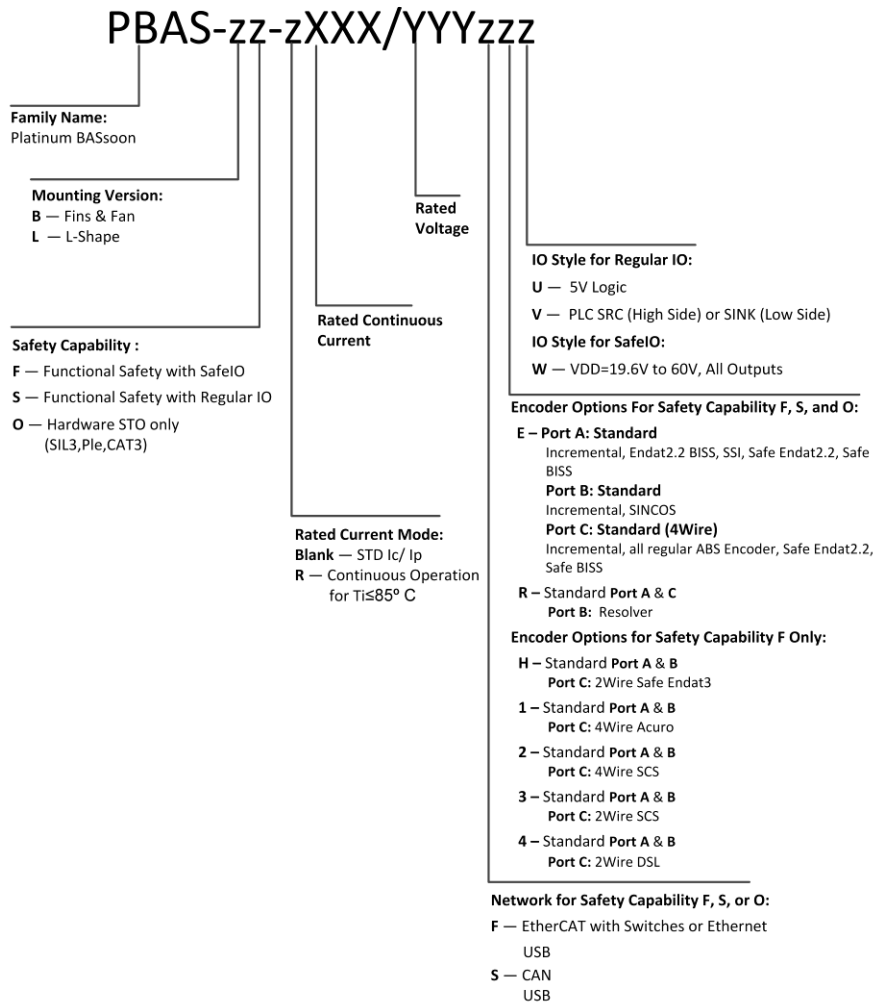 PBAS-zz-zXXX/YYYzzz
Family Name:
Platinum BASsoon
Mounting Version:
B — Fins & Fan
L — L-Shape
Safety Capability :
F — Functional Safety with SafeIO
S — Functional Safety with Regular IO
O — Hardware STO only
(SIL3,Ple,CAT3)
Rated Current Mode:
Blank — STD Ic/ Ip
R — Continuous Operation
for Ti≤85º C
Rated Continuous
Current
Rated
Voltage
IO Style for Regular IO:
U — 5V Logic
V — PLC SRC (High Side) or SINK (Low Side)
IO Style for SafeIO:
W — VDD=19.6V to 60V, All Outputs
Encoder Options For Safety Capability F, S, and O:
E – Port A: Standard
Incremental, Endat2.2 BISS, SSI, Safe Endat2.2, Safe
BISS
Port B: Standard
Incremental, SINCOS
Port C: Standard (4Wire)
Incremental, all regular ABS Encoder, Safe Endat2.2,
Safe BISS
R – Standard Port A & C
Port B: Resolver
Encoder Options for Safety Capability F Only:
H – Standard Port A & B
Port C: 2Wire Safe Endat3
1 – Standard Port A & B
Port C: 4Wire Acuro
2 – Standard Port A & B
Port C: 4Wire SCS
3 – Standard Port A & B
Port C: 2Wire SCS
4 – Standard Port A & B
Port C: 2Wire DSL
Network for Safety Capability F, S, or O:
F — EtherCAT with Switches or Ethernet
USB
S — CAN
USB